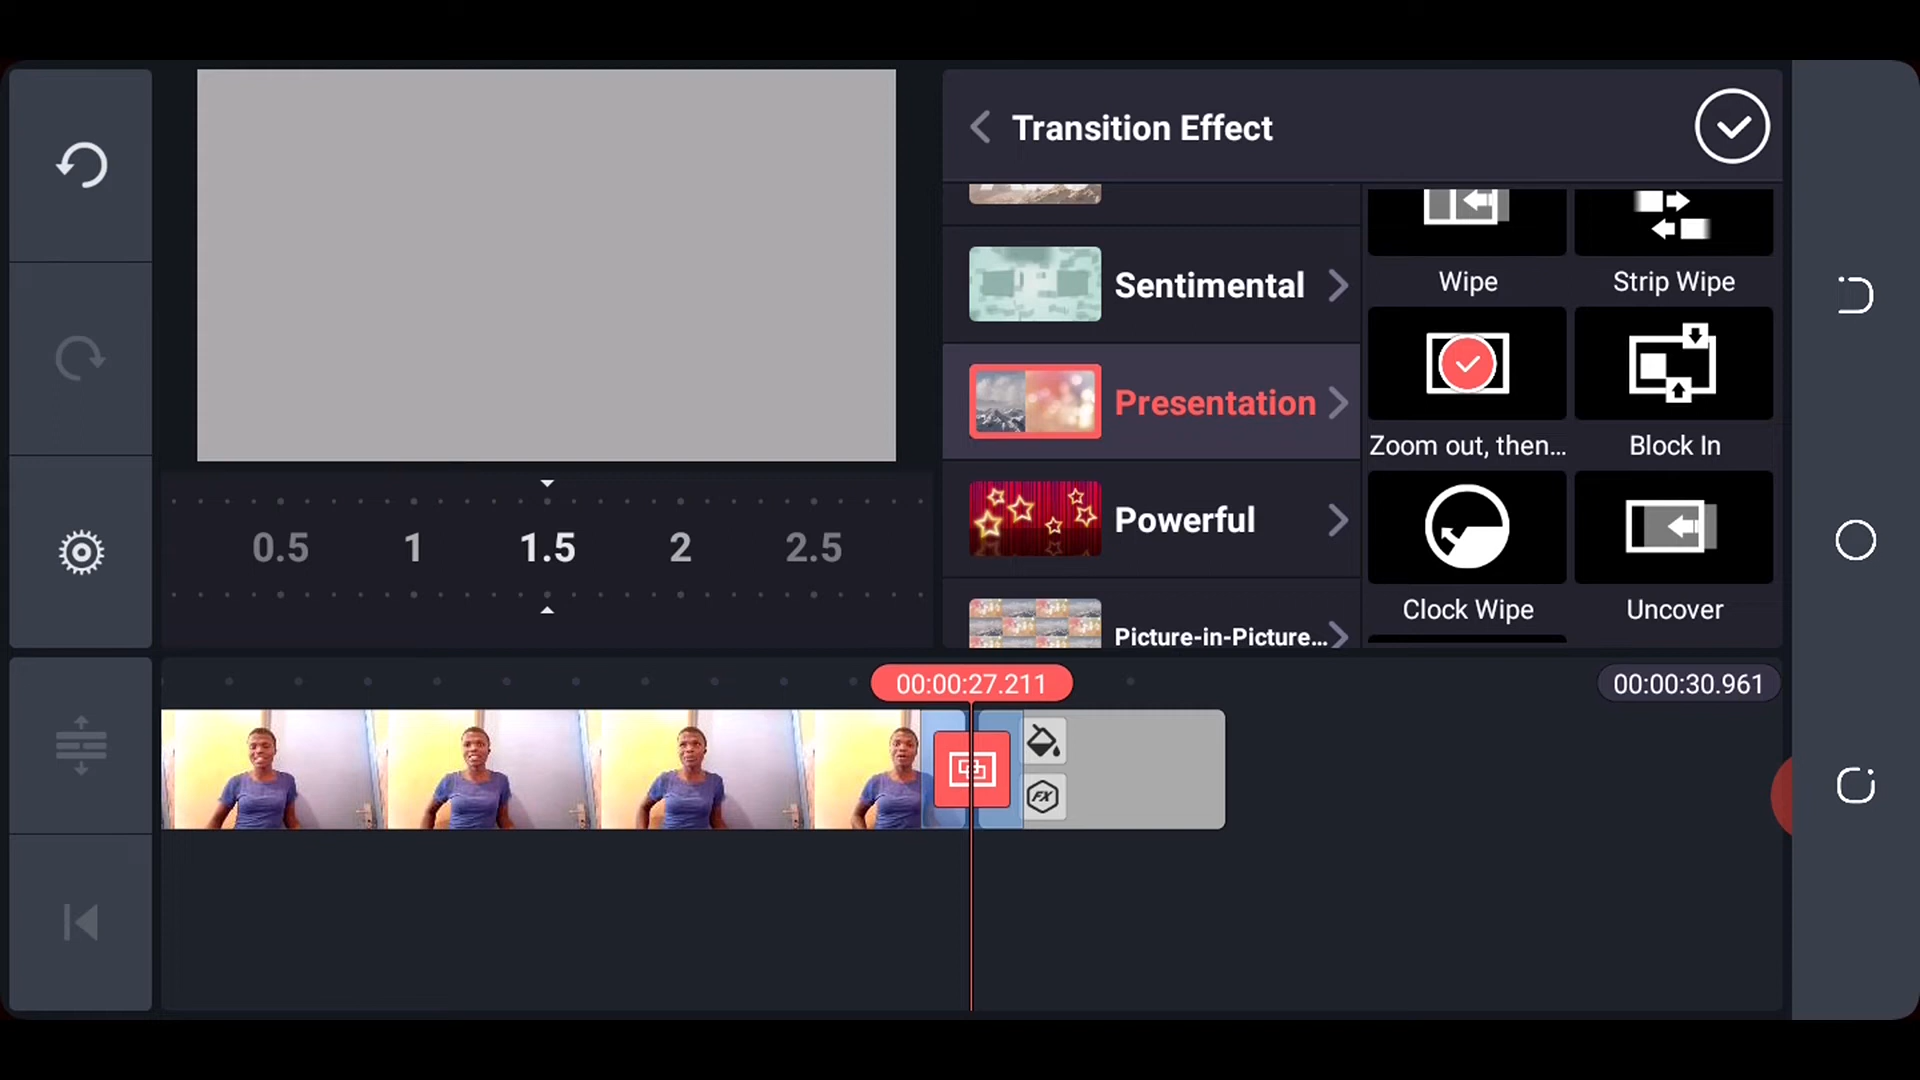 Transition Effect
Wipe
Strip Wipe
Sentimental
Presentation
Zoom out, then...
Block In
Powerful
0.5
1
1.5
2
2.5
Clock Wipe
Uncover
Picture-in-Picture...
00:00:27.211
00:00:30.961
FX